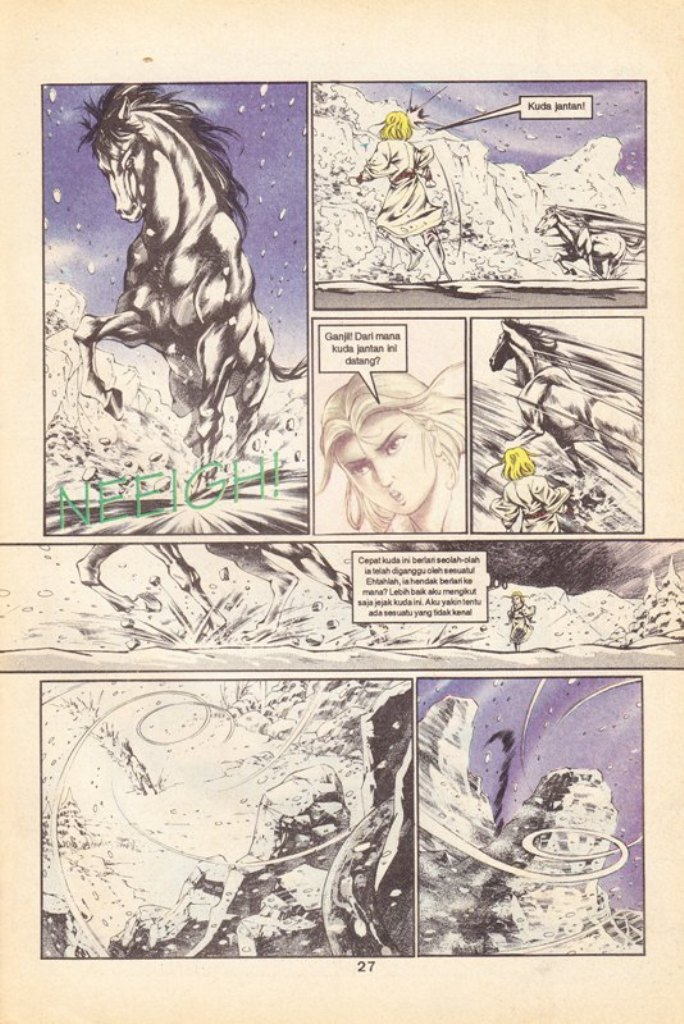 NEEIGH!
Kuda jantan!
Ganjil! Dari mana
kuda jantan ini
datang?
Cepat kuda ini berlari seolah-olah
ia telah diganggu oleh sesuatu!
Ehtahlah, ia hendak berlari ke
mana? Lebih baik aku mengikut
saja jejak kuda ini. Aku yakin tentu
ada sesuatu yang tidak kena!
27